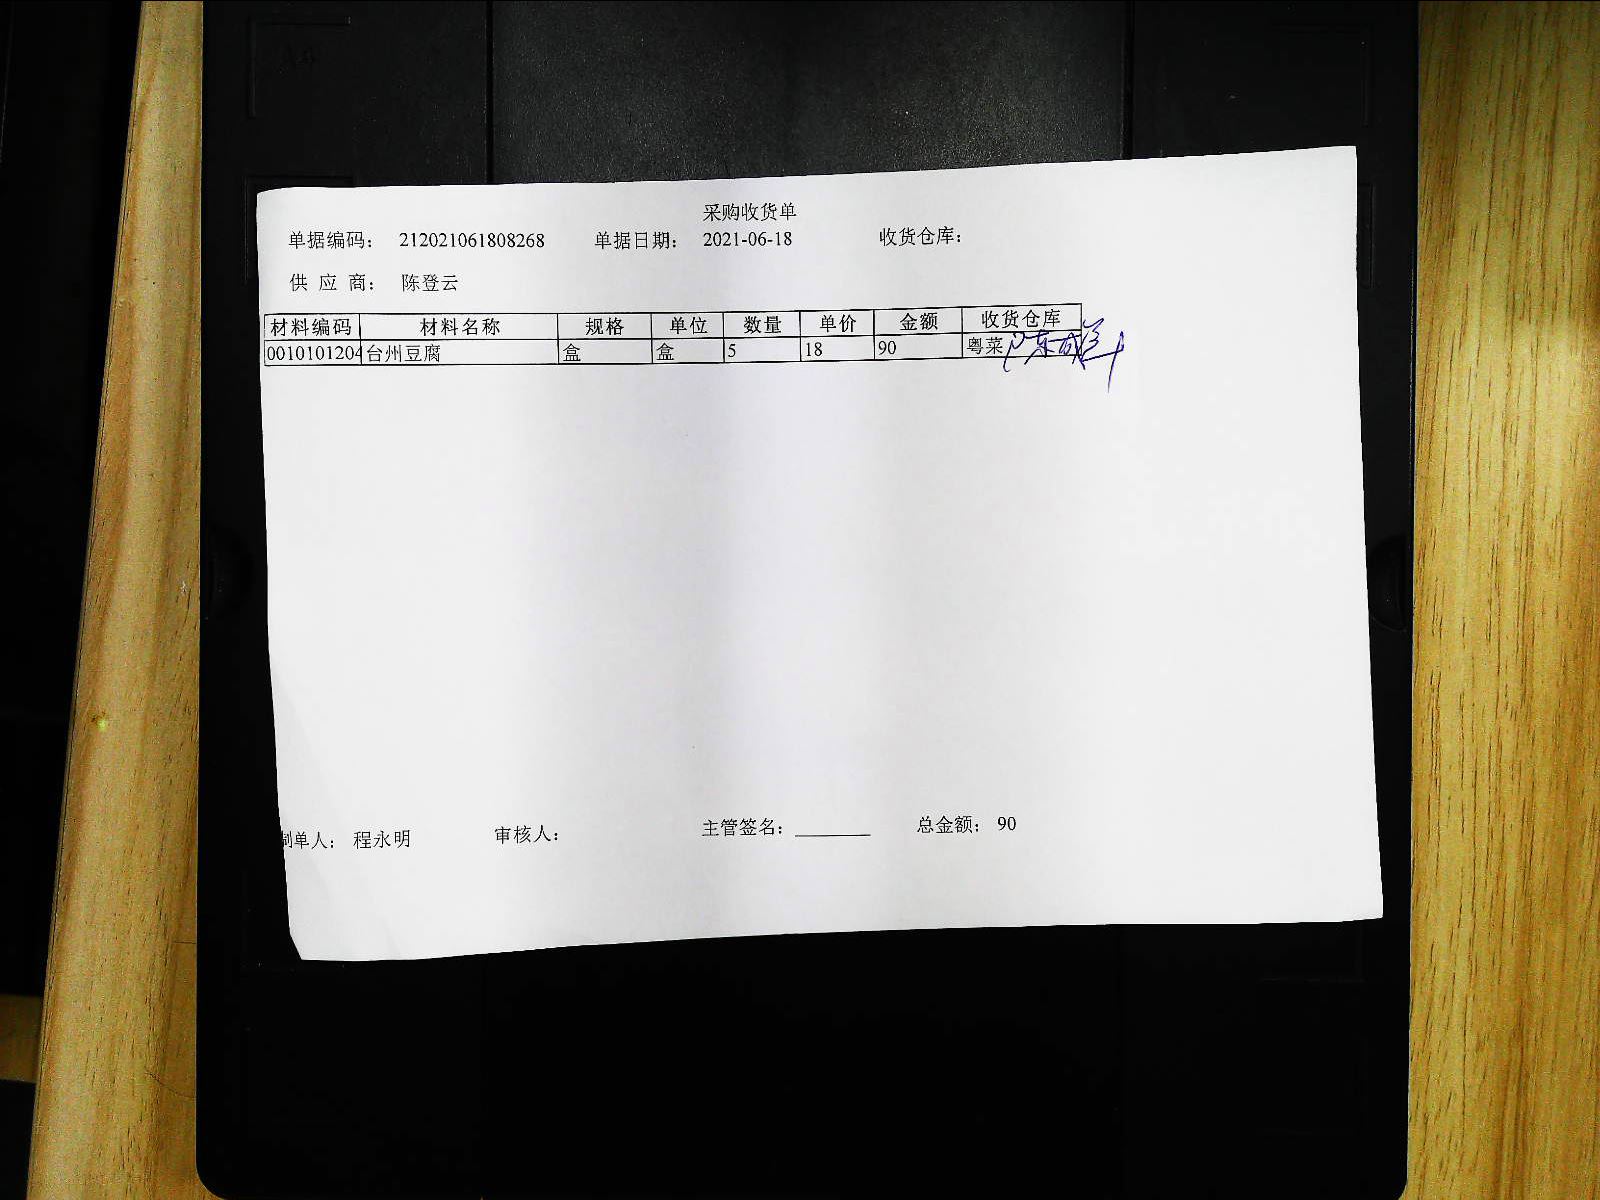 采购收货单
单据编码： 212021061808268 单据日期： 2021-06-18 收货仓库：
供 应 商： 陈登云
材料编码 材料名称 规格 单位 数量 单价 金额 收货仓库
0010101204 台州豆腐 盒 盒 5 18 90 粤菜
制单人： 程永明 审核人： 主管签名： ________ 总金额： 90